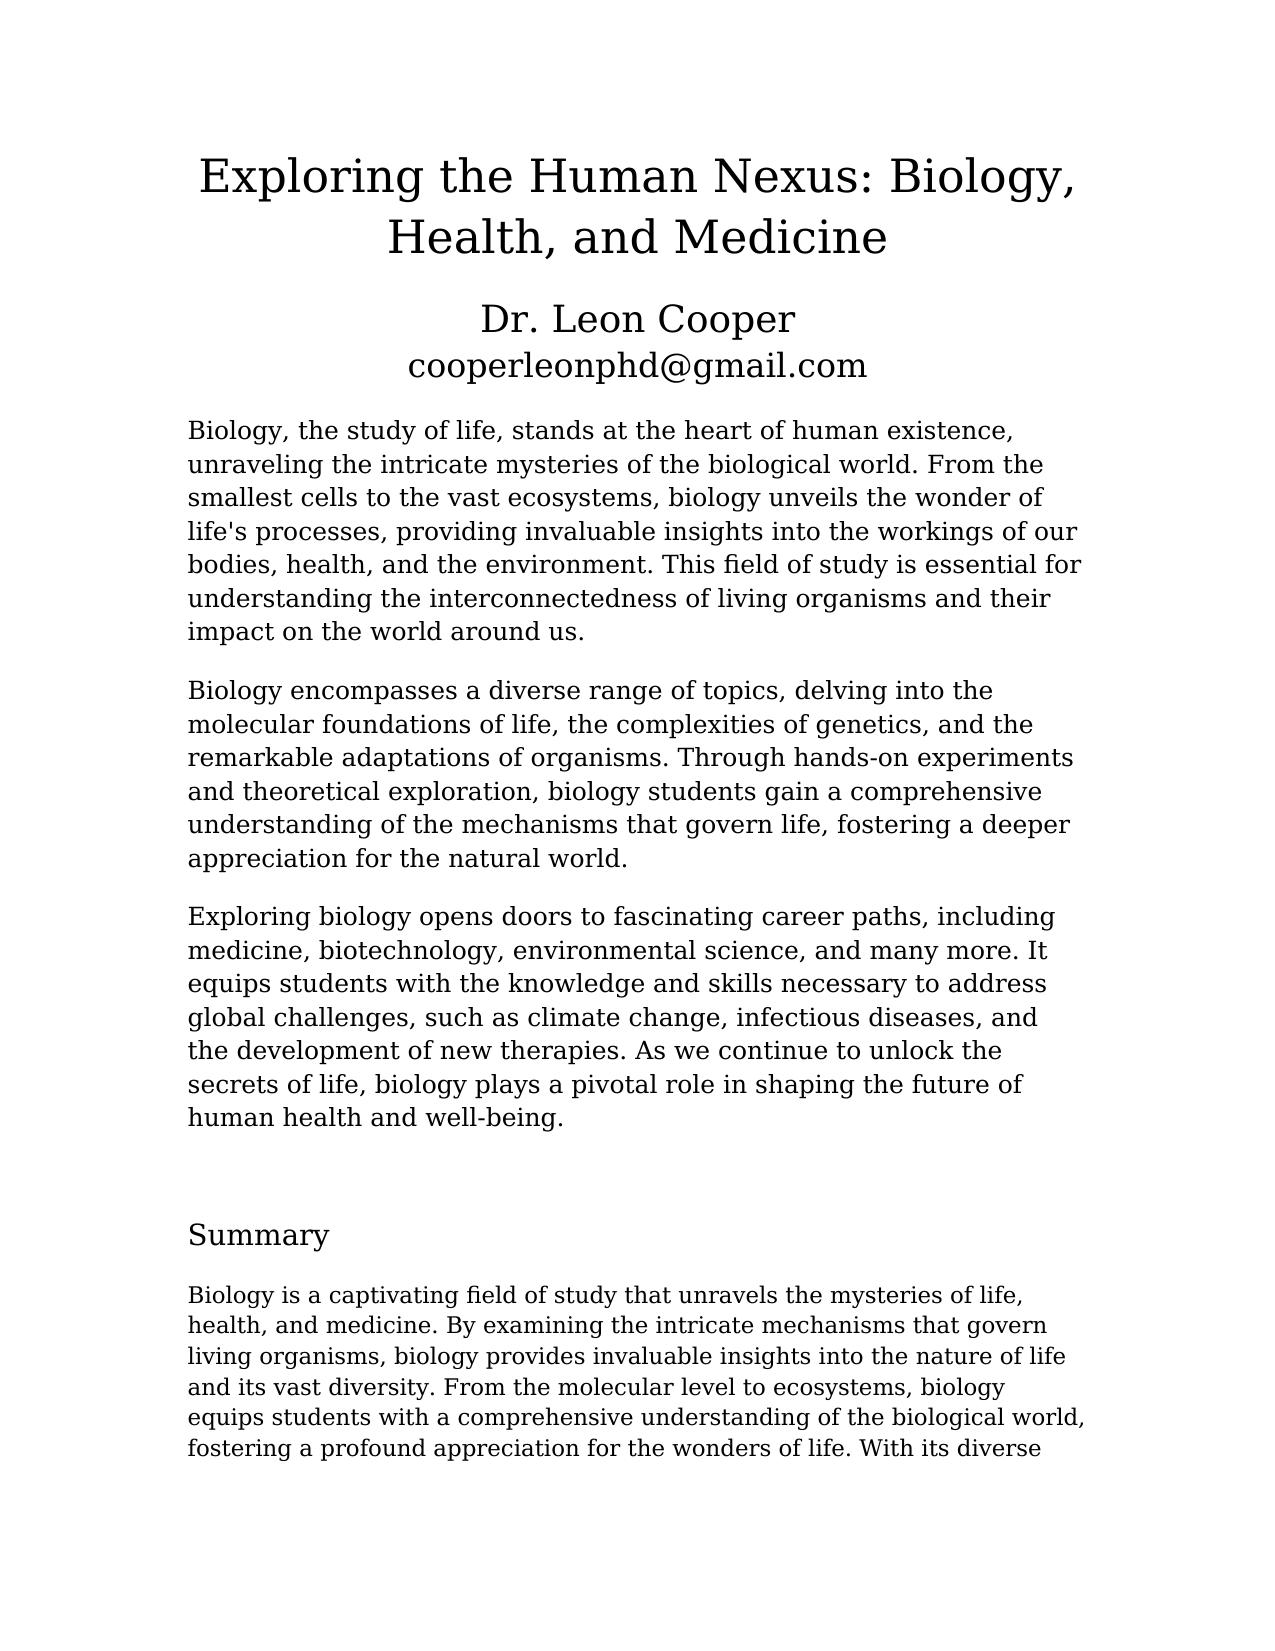 Exploring the Human Nexus: Biology,
Health, and Medicine
Dr. Leon Cooper
cooperleonphd@gmail.com
Biology, the study of life, stands at the heart of human existence,
unraveling the intricate mysteries of the biological world. From the
smallest cells to the vast ecosystems, biology unveils the wonder of
life's processes, providing invaluable insights into the workings of our
bodies, health, and the environment. This field of study is essential for
understanding the interconnectedness of living organisms and their
impact on the world around us.
Biology encompasses a diverse range of topics, delving into the
molecular foundations of life, the complexities of genetics, and the
remarkable adaptations of organisms. Through hands-on experiments
and theoretical exploration, biology students gain a comprehensive
understanding of the mechanisms that govern life, fostering a deeper
appreciation for the natural world.
Exploring biology opens doors to fascinating career paths, including
medicine, biotechnology, environmental science, and many more. It
equips students with the knowledge and skills necessary to address
global challenges, such as climate change, infectious diseases, and
the development of new therapies. As we continue to unlock the
secrets of life, biology plays a pivotal role in shaping the future of
human health and well-being.
Summary
Biology is a captivating field of study that unravels the mysteries of life,
health, and medicine. By examining the intricate mechanisms that govern
living organisms, biology provides invaluable insights into the nature of life
and its vast diversity. From the molecular level to ecosystems, biology
equips students with a comprehensive understanding of the biological world,
fostering a profound appreciation for the wonders of life. With its diverse